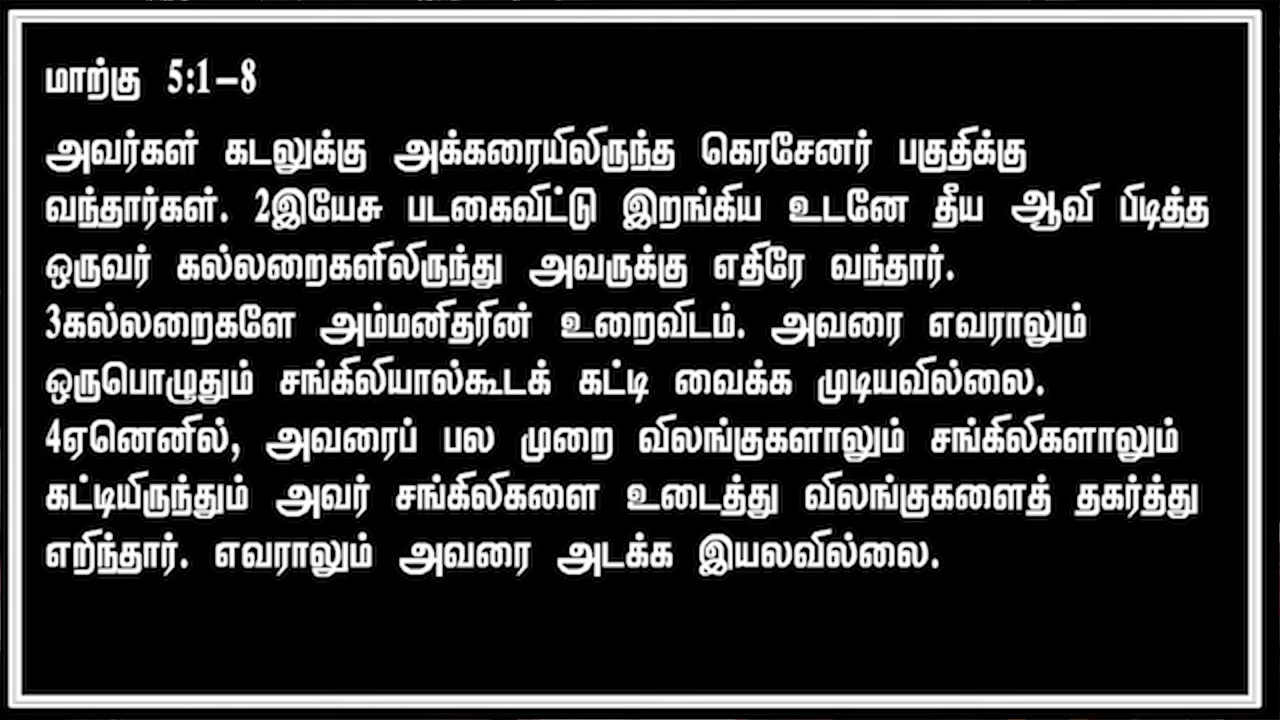 மாற்கு 5:1-8
அவர்கள் கடலுக்கு அக்கரையிலிருந்த கெரசேனர் பகுதிக்கு
வந்தார்கள். 2இயேசு படகைவிட்டு இறங்கிய உடனே தீய ஆவி பிடித்த
ஒருவர் கல்லறைகளிலிருந்து அவருக்கு எதிரே வந்தார்.
3கல்லறைகளே அம்மனிதரின் உறைவிடம். அவரை எவராலும்
ஒருபொழுதும் சங்கிலியால்கூடக் கட்டி வைக்க முடியவில்லை.
4ஏனெனில், அவரைப் பல முறை விலங்குகளாலும் சங்கிலிகளாலும்
கட்டியிருந்தும் அவர் சங்கிலிகளை உடைத்து விலங்குகளைத் தகர்த்து
எறிந்தார். எவராலும் அவரை அடக்க இயலவில்லை.